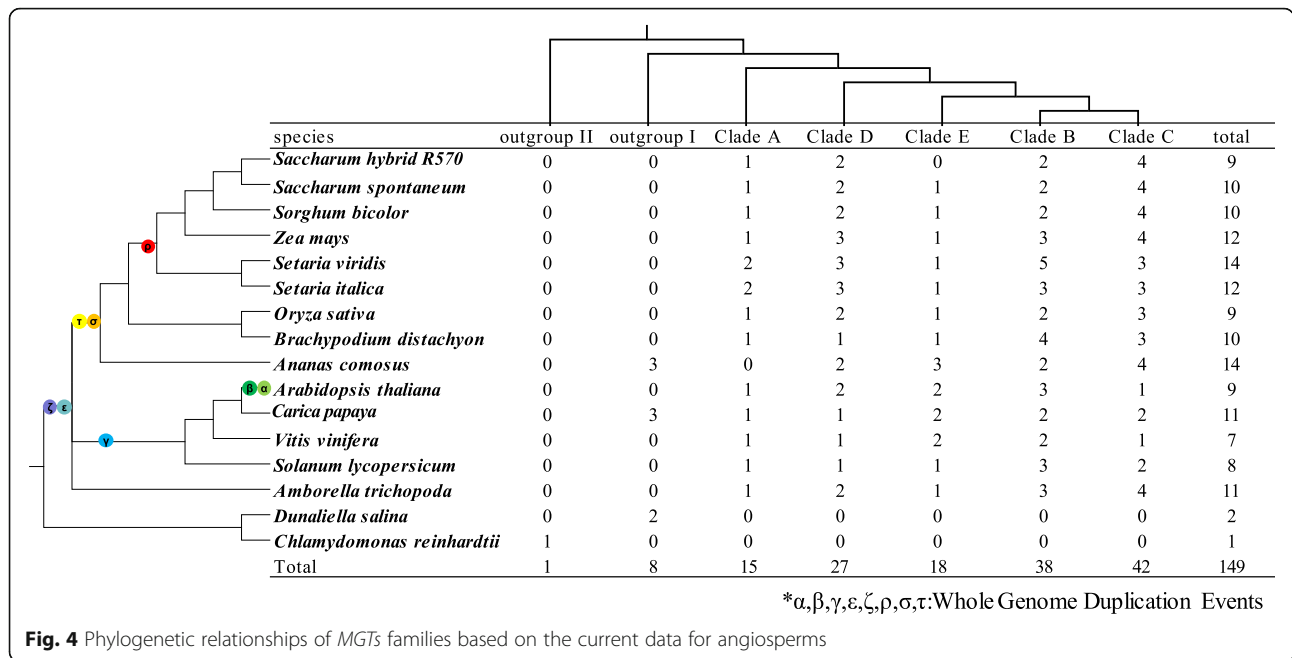 species outgroup II outgroup I Clade A Clade D Clade E Clade B Clade C total
Saccharum hybrid R570 0 0 1 2 0 2 4 9
Saccharum spontaneum 0 0 1 2 1 2 4 10
Sorghum bicolor 0 0 1 2 1 2 4 10
Zea mays 0 0 1 3 1 3 4 12
ρ
Setaria viridis 0 0 2 3 1 5 3 14
Setaria italica 0 0 2 3 1 3 3 12
Oryza sativa 0 0 1 2 1 2 3 9
τ σ
Brachypodium distachyon 0 0 1 1 1 4 3 10
Ananas comosus 0 3 0 2 3 2 4 14
β α Arabidopsis thaliana 0 0 1 2 2 3 1 9
ζ ε
Carica papaya 0 3 1 1 2 2 2 11
Vitis vinifera 0 0 1 1 2 2 1 7
γ
Solanum lycopersicum 0 0 1 1 1 3 2 8
Amborella trichopoda 0 0 1 2 1 3 4 11
Dunaliella salina 0 2 0 0 0 0 0 2
Chlamydomonas reinhardtii 1 0 0 0 0 0 0 1
Total 1 8 15 27 18 38 42 149
*α,β,γ,ε,ζ,ρ,σ,τ:Whole Genome Duplication Events
Fig. 4 Phylogenetic relationships of MGTs families based on the current data for angiosperms